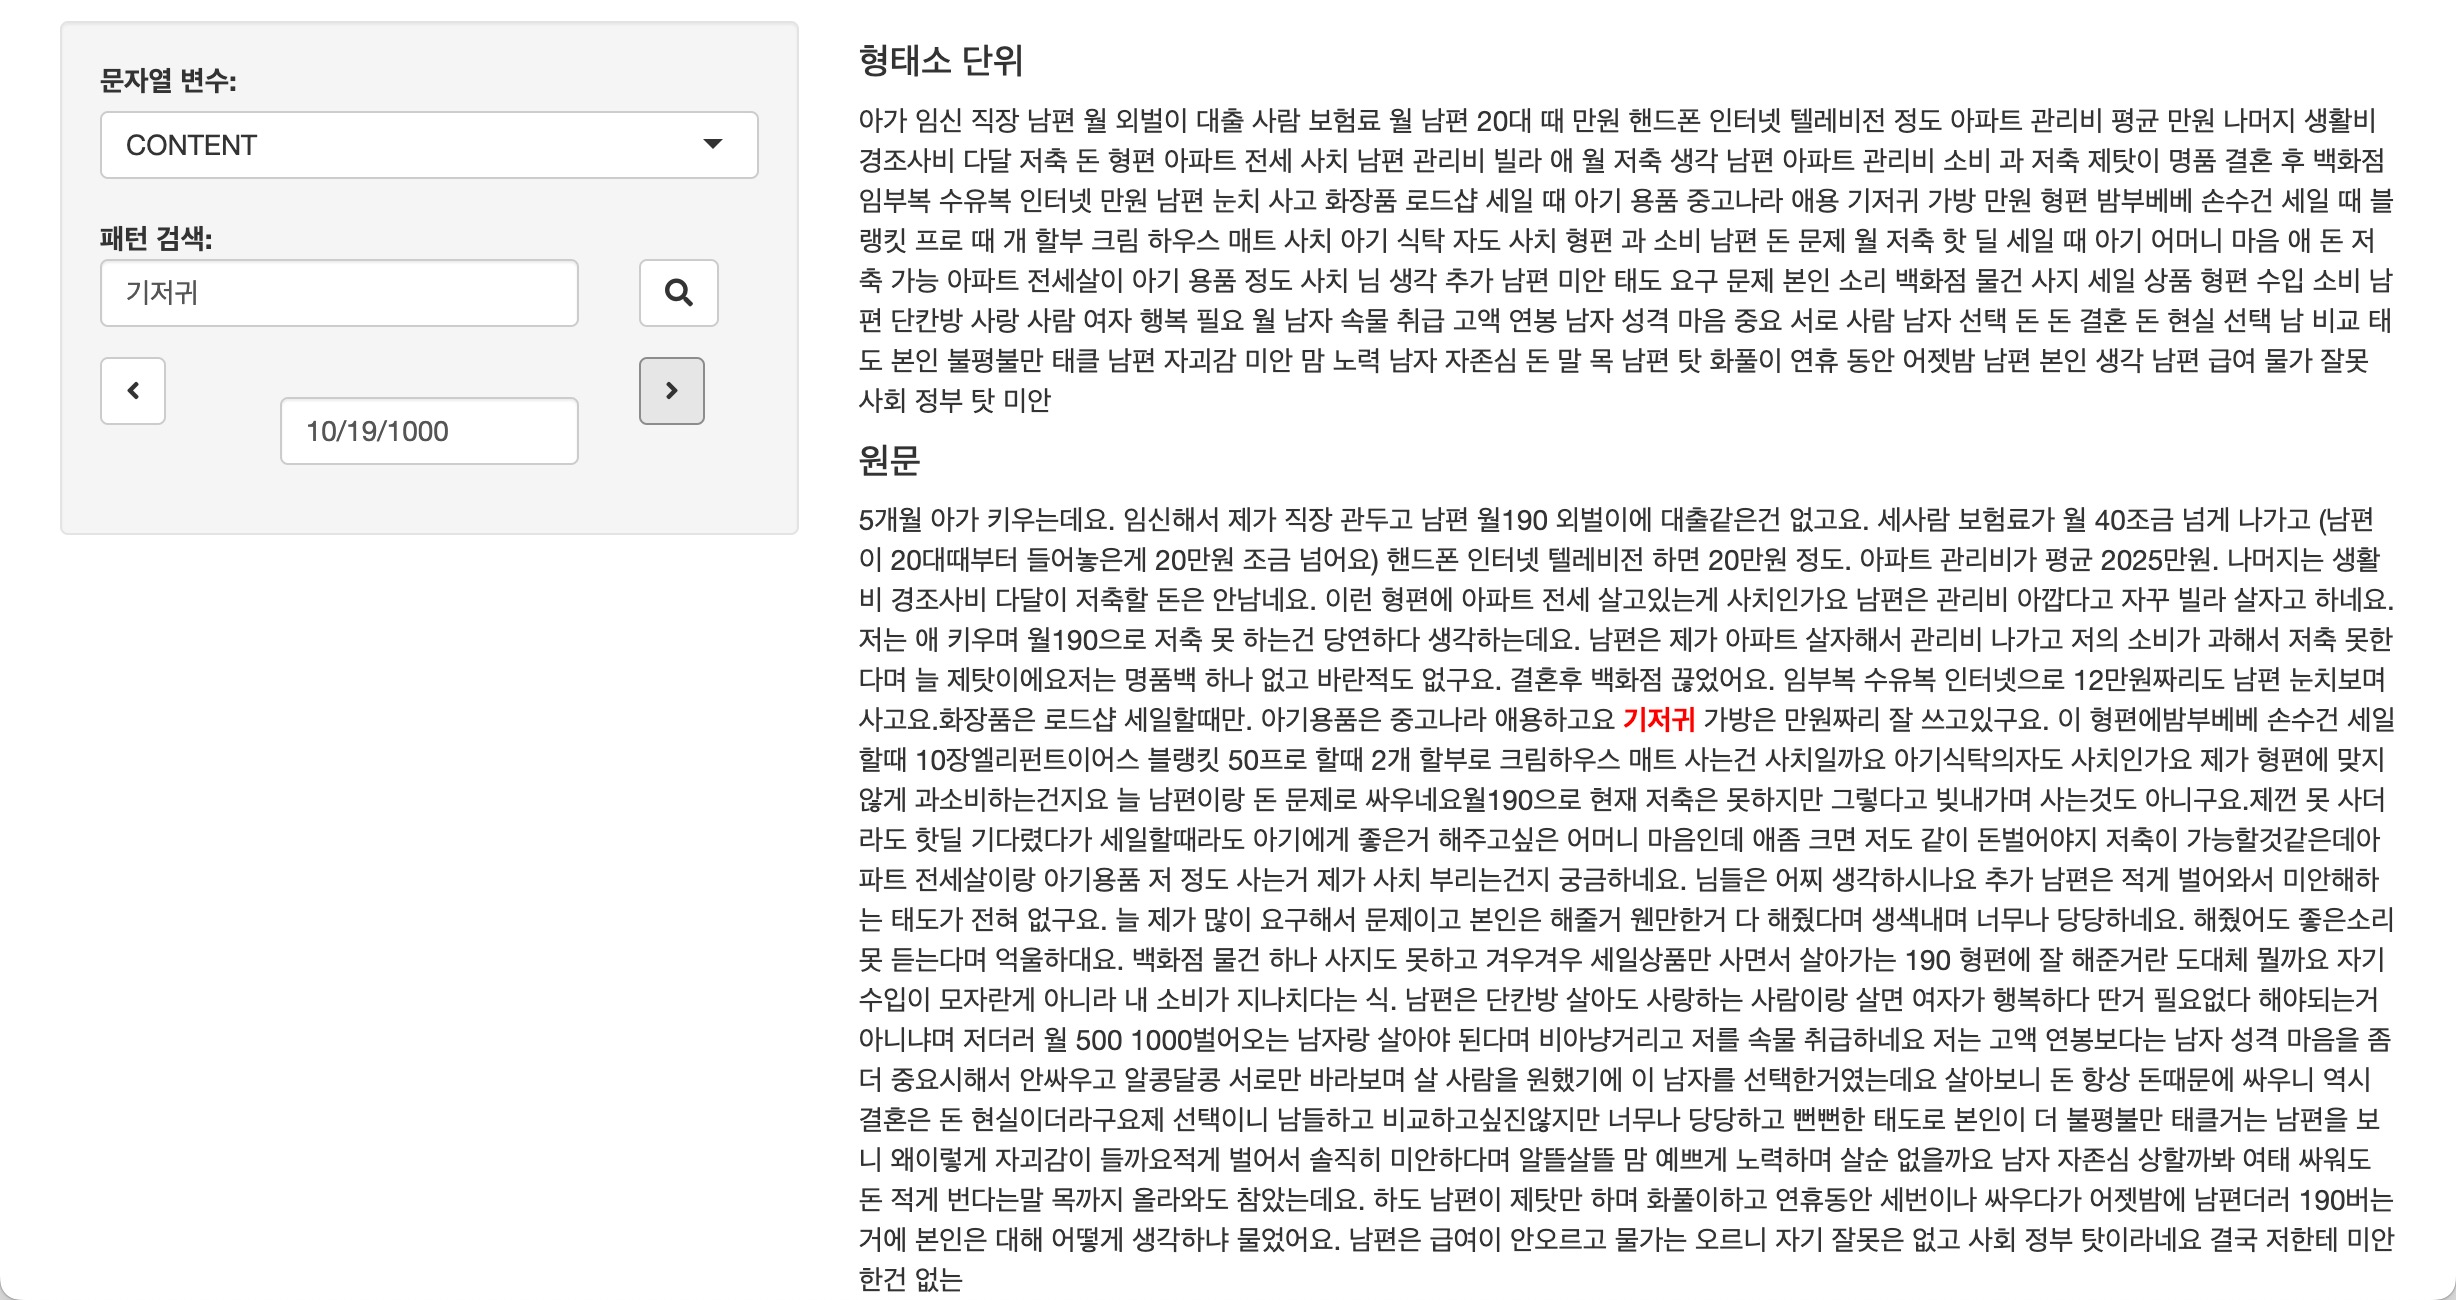 문자열 변수:
CONTENT
패턴 검색:
기저귀
10/19/1000
형태소 단위
아가 임신 직장 남편 월 외벌이 대출 사람 보험료 월 남편 20대 때 만원 핸드폰 인터넷 텔레비전 정도 아파트 관리비 평균 만원 나머지 생활비
경조사비 다달 저축 돈 형편 아파트 전세 사치 남편 관리비 빌라 애 월 저축 생각 남편 아파트 관리비 소비 과 저축 제탓이 명품 결혼 후 백화점
임부복 수유복 인터넷 만원 남편 눈치 사고 화장품 로드샵 세일 때 아기 용품 중고나라 애용 기저귀 가방 만원 형편 밤부베베 손수건 세일 때 블
랭킷 프로 때 개 할부 크림 하우스 매트 사치 아기 식탁 자도 사치 형편 과 소비 남편 돈 문제 월 저축 핫 딜 세일 때 아기 어머니 마음 애 돈 저
축 가능 아파트 전세살이 아기 용품 정도 사치 님 생각 추가 남편 미안 태도 요구 문제 본인 소리 백화점 물건 사지 세일 상품 형편 수입 소비 남
편 단칸방 사랑 사람 여자 행복 필요 월 남자 속물 취급 고액 연봉 남자 성격 마음 중요 서로 사람 남자 선택 돈 돈 결혼 돈 현실 선택 남 비교 태
도 본인 불평불만 태클 남편 자괴감 미안 맘 노력 남자 자존심 돈 말 목 남편 탓 화풀이 연휴 동안 어젯밤 남편 본인 생각 남편 급여 물가 잘못
사회 정부 탓 미안
원문
5개월 아가 키우는데요. 임신해서 제가 직장 관두고 남편 월190 외벌이에 대출같은건 없고요. 세사람 보험료가 월 40조금 넘게 나가고 (남편
이 20대때부터 들어놓은게 20만원 조금 넘어요) 핸드폰 인터넷 텔레비전 하면 20만원 정도. 아파트 관리비가 평균 2025만원. 나머지는 생활
비 경조사비 다달이 저축할 돈은 안남네요. 이런 형편에 아파트 전세 살고있는게 사치인가요 남편은 관리비 아깝다고 자꾸 빌라 살자고 하네요.
저는 애 키우며 월190으로 저축 못 하는건 당연하다 생각하는데요. 남편은 제가 아파트 살자해서 관리비 나가고 저의 소비가 과해서 저축 못한
다며 늘 제탓이에요저는 명품백 하나 없고 바란적도 없구요. 결혼후 백화점 끊었어요. 임부복 수유복 인터넷으로 12만원짜리도 남편 눈치보며
사고요.화장품은 로드샵 세일할때만. 아기용품은 중고나라 애용하고요 기저귀 가방은 만원짜리 잘 쓰고있구요. 이 형편에밤부베베 손수건 세일
할때 10장엘리펀트이어스 블랭킷 50프로 할때 2개 할부로 크림하우스 매트 사는건 사치일까요 아기식탁의자도 사치인가요 제가 형편에 맞지
않게 과소비하는건지요 늘 남편이랑 돈 문제로 싸우네요월190으로 현재 저축은 못하지만 그렇다고 빚내가며 사는것도 아니구요.제껀 못 사더
라도 핫딜 기다렸다가 세일할때라도 아기에게 좋은거 해주고싶은 어머니 마음인데 애좀 크면 저도 같이 돈벌어야지 저축이 가능할것같은데아
파트 전세살이랑 아기용품 저 정도 사는거 제가 사치 부리는건지 궁금하네요. 님들은 어찌 생각하시나요 추가 남편은 적게 벌어와서 미안해하
는 태도가 전혀 없구요. 늘 제가 많이 요구해서 문제이고 본인은 해줄거 웬만한거 다 해줬다며 생색내며 너무나 당당하네요. 해줬어도 좋은소리
못 듣는다며 억울하대요. 백화점 물건 하나 사지도 못하고 겨우겨우 세일상품만 사면서 살아가는 190 형편에 잘 해준거란 도대체 뭘까요 자기
수입이 모자란게 아니라 내 소비가 지나치다는 식. 남편은 단칸방 살아도 사랑하는 사람이랑 살면 여자가 행복하다 딴거 필요없다 해야되는거
아니냐며 저더러 월 500 1000벌어오는 남자랑 살아야 된다며 비아냥거리고 저를 속물 취급하네요 저는 고액 연봉보다는 남자 성격 마음을 좀
더 중요시해서 안싸우고 알콩달콩 서로만 바라보며 살 사람을 원했기에 이 남자를 선택한거였는데요 살아보니 돈 항상 돈때문에 싸우니 역시
결혼은 돈 현실이더라구요제 선택이니 남들하고 비교하고싶진않지만 너무나 당당하고 뻔뻔한 태도로 본인이 더 불평불만 태클거는 남편을 보
니 왜이렇게 자괴감이 들까요적게 벌어서 솔직히 미안하다며 알뜰살뜰 맘 예쁘게 노력하며 살순 없을까요 남자 자존심 상할까봐 여태 싸워도
돈 적게 번다는말 목까지 올라와도 참았는데요. 하도 남편이 제탓만 하며 화풀이하고 연휴동안 세번이나 싸우다가 어젯밤에 남편더러 190버는
거에 본인은 대해 어떻게 생각하냐 물었어요. 남편은 급여이 안오르고 물가는 오르니 자기 잘못은 없고 사회 정부 탓이라네요 결국 저한테 미안
한건 없는